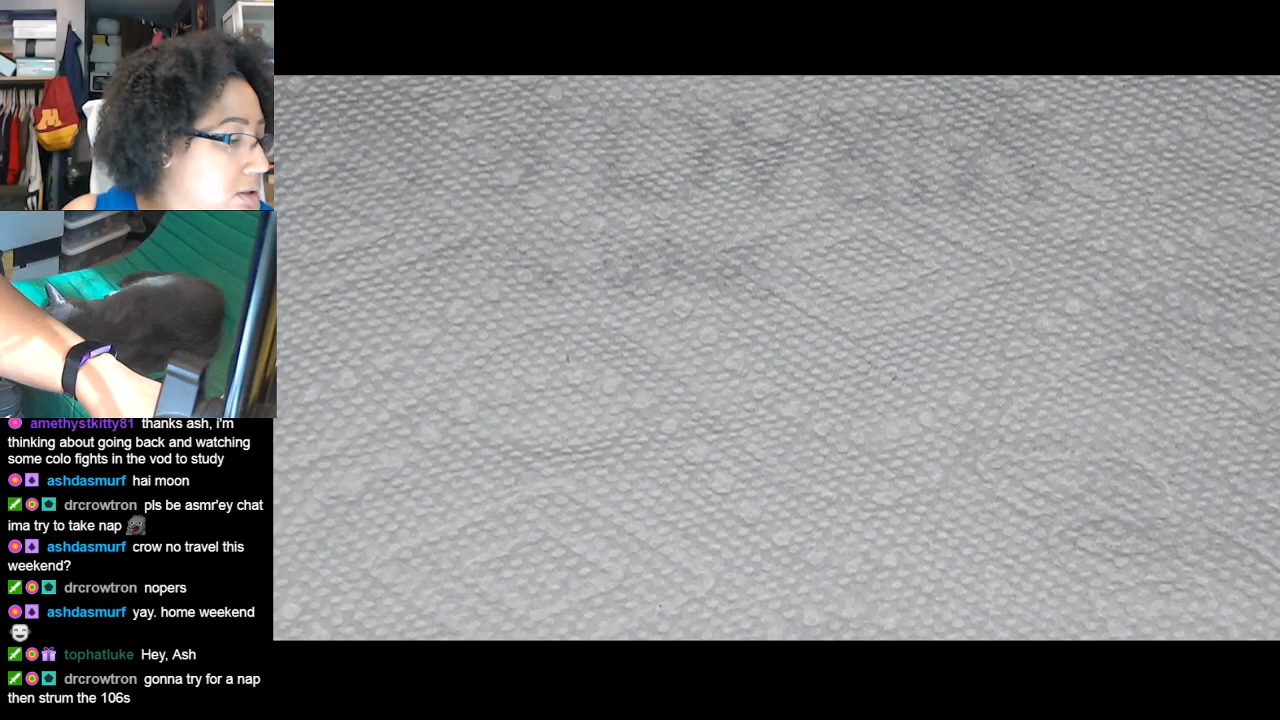 M
amethystkitty81 thanks ash, i'm
thinking about going back and watching
some colo fights in the vod to study
ashdasmurf hai moon
drcrowtron pls be asmr'ey chat
ima try to take nap
ashdasmurf crow no travel this
weekend?
drcrowtron nopers
ashdasmurf yay. home weekend
tophatluke Hey, Ash
drcrowtron gonna try for a nap
then strum the 106s